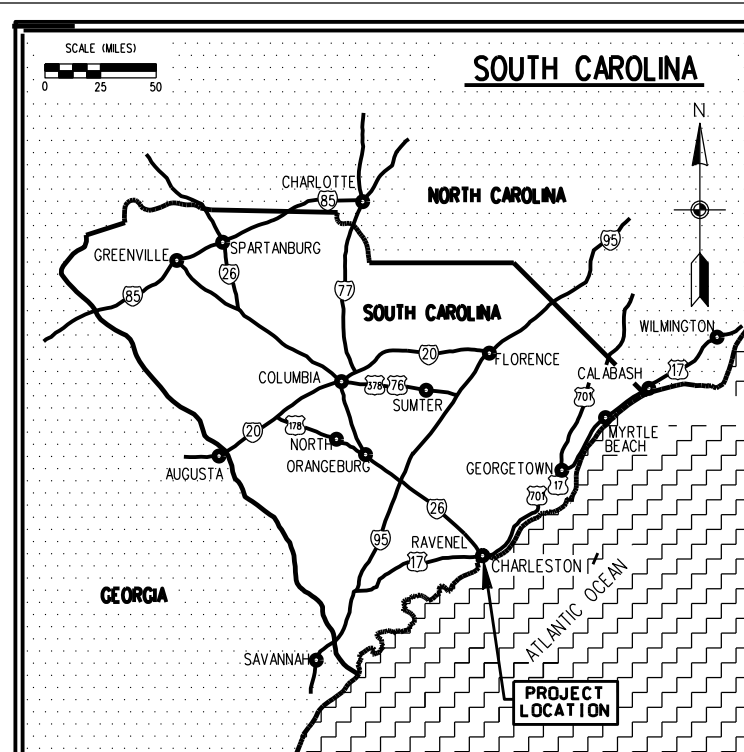 SCALE (MILES)
0 25 50
SOUTH CAROLINA
N
CHARLOTTE
85
NORTH CAROLINA
95
SPARTANBURG
GREENVILLE
26
77
85
SOUTH CAROLINA
WILMINGTON
20
FLORENCE
17
CALABASH
COLUMBIA
378
76
SUMTER
701
178
20
NORTH
MYRTLE
BEACH
ORANGEBURG
AUGUSTA
GEORGETOWN
17
701
26
95
RAVENEL
17
CHARLESTON
ATLANTIC OCEAN
GEORGIA
SAVANNAH
PROJECT
LOCATION